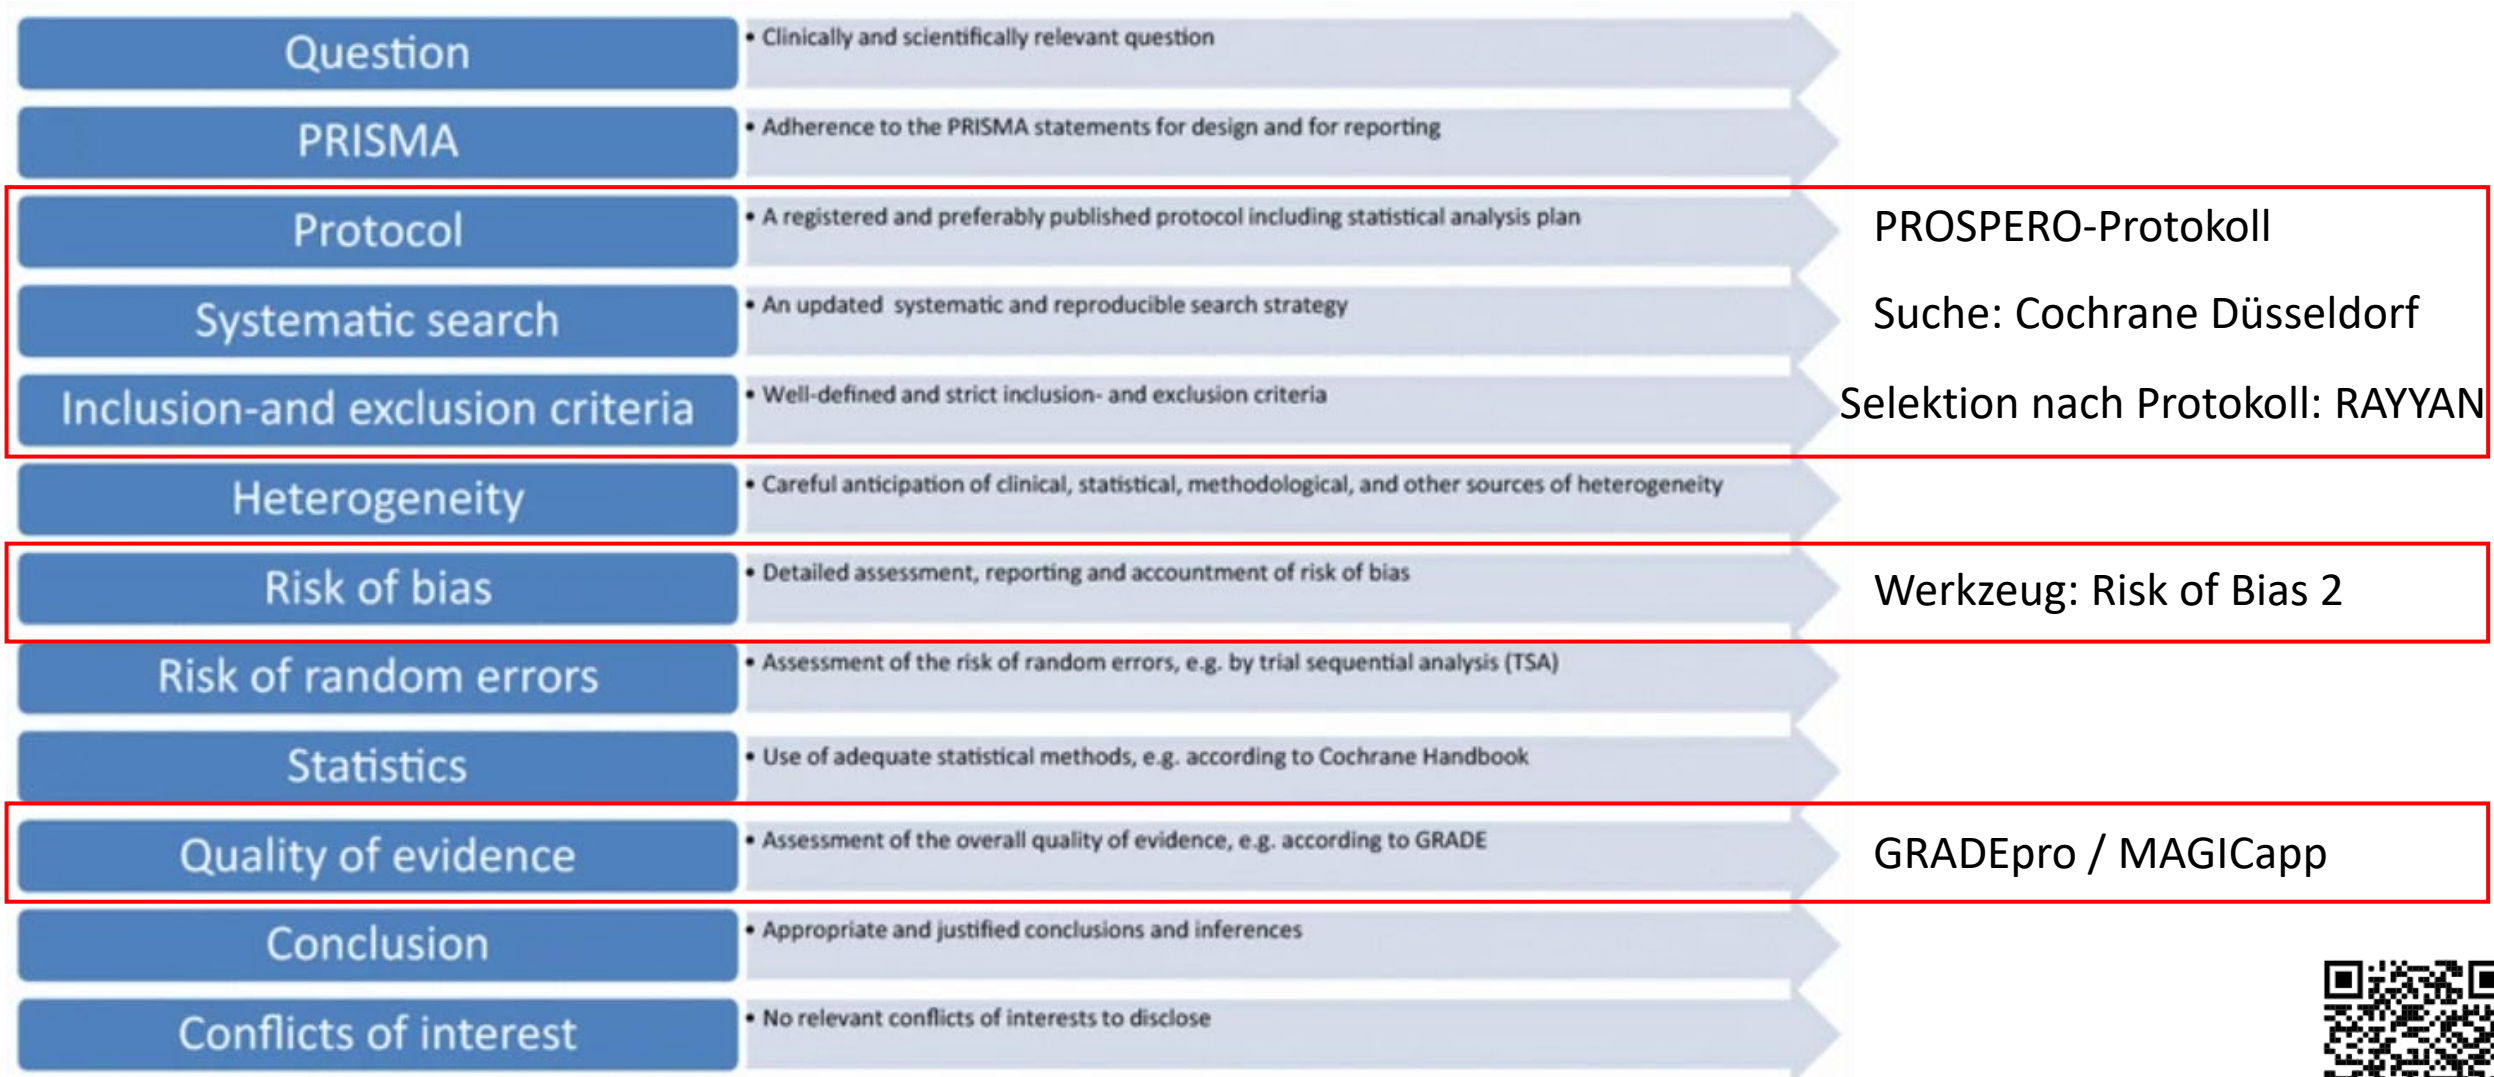 Question
• Clinically and scientifically relevant question
PRISMA
• Adherence to the PRISMA statements for design and for reporting
Protocol
• A registered and preferably published protocol including statistical analysis plan
PROSPERO-Protokoll
Systematic search
• An updated systematic and reproducible search strategy
Suche: Cochrane Düsseldorf
Inclusion-and exclusion criteria
• Well-defined and strict inclusion- and exclusion criteria
Selektion nach Protokoll: RAYYAN
Heterogeneity
• Careful anticipation of clinical, statistical, methodological, and other sources of heterogeneity
Risk of bias
• Detailed assessment, reporting and accountment of risk of bias
Werkzeug: Risk of Bias 2
Risk of random errors
• Assessment of the risk of random errors, e.g. by trial sequential analysis (TSA)
Statistics
• Use of adequate statistical methods, e.g. according to Cochrane Handbook
Quality of evidence
• Assessment of the overall quality of evidence, e.g. according to GRADE
GRADEpro / MAGICapp
Conclusion
• Appropriate and justified conclusions and inferences
Conflicts of interest
• No relevant conflicts of interests to disclose